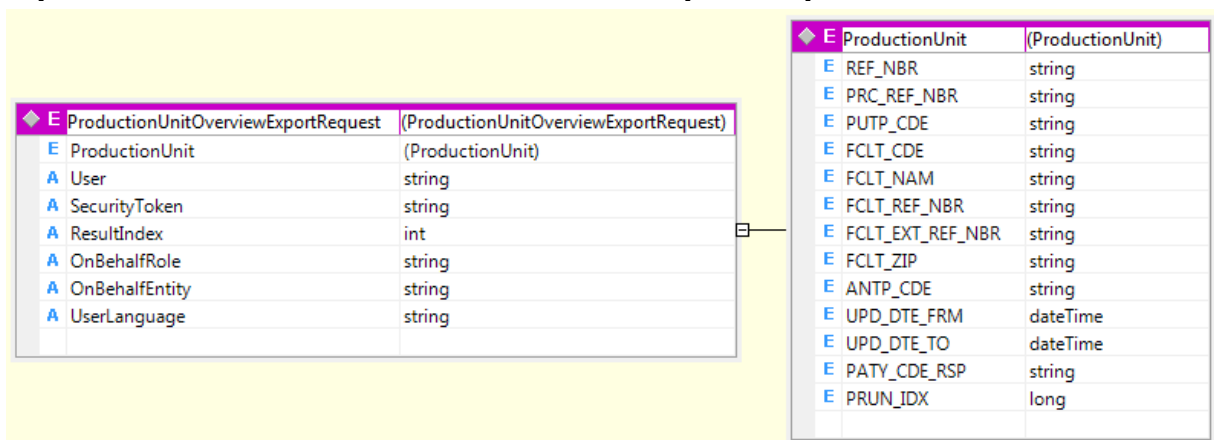 E ProductionUnitOverviewExportRequest (ProductionUnitOverviewExportRequest)
E ProductionUnit (ProductionUnit)
A User string
A SecurityToken string
A ResultIndex int
A OnBehalfRole string
A OnBehalfEntity string
A UserLanguage string
E ProductionUnit (ProductionUnit)
E REF_NBR string
E PRC_REF_NBR string
E PUTP_CDE string
E FCLT_CDE string
E FCLT_NAM string
E FCLT_REF_NBR string
E FCLT_EXT_REF_NBR string
E FCLT_ZIP string
E ANTP_CDE string
E UPD_DTE_FRM dateTime
E UPD_DTE_TO dateTime
E PATY_CDE_RSP string
E PRUN_IDX long